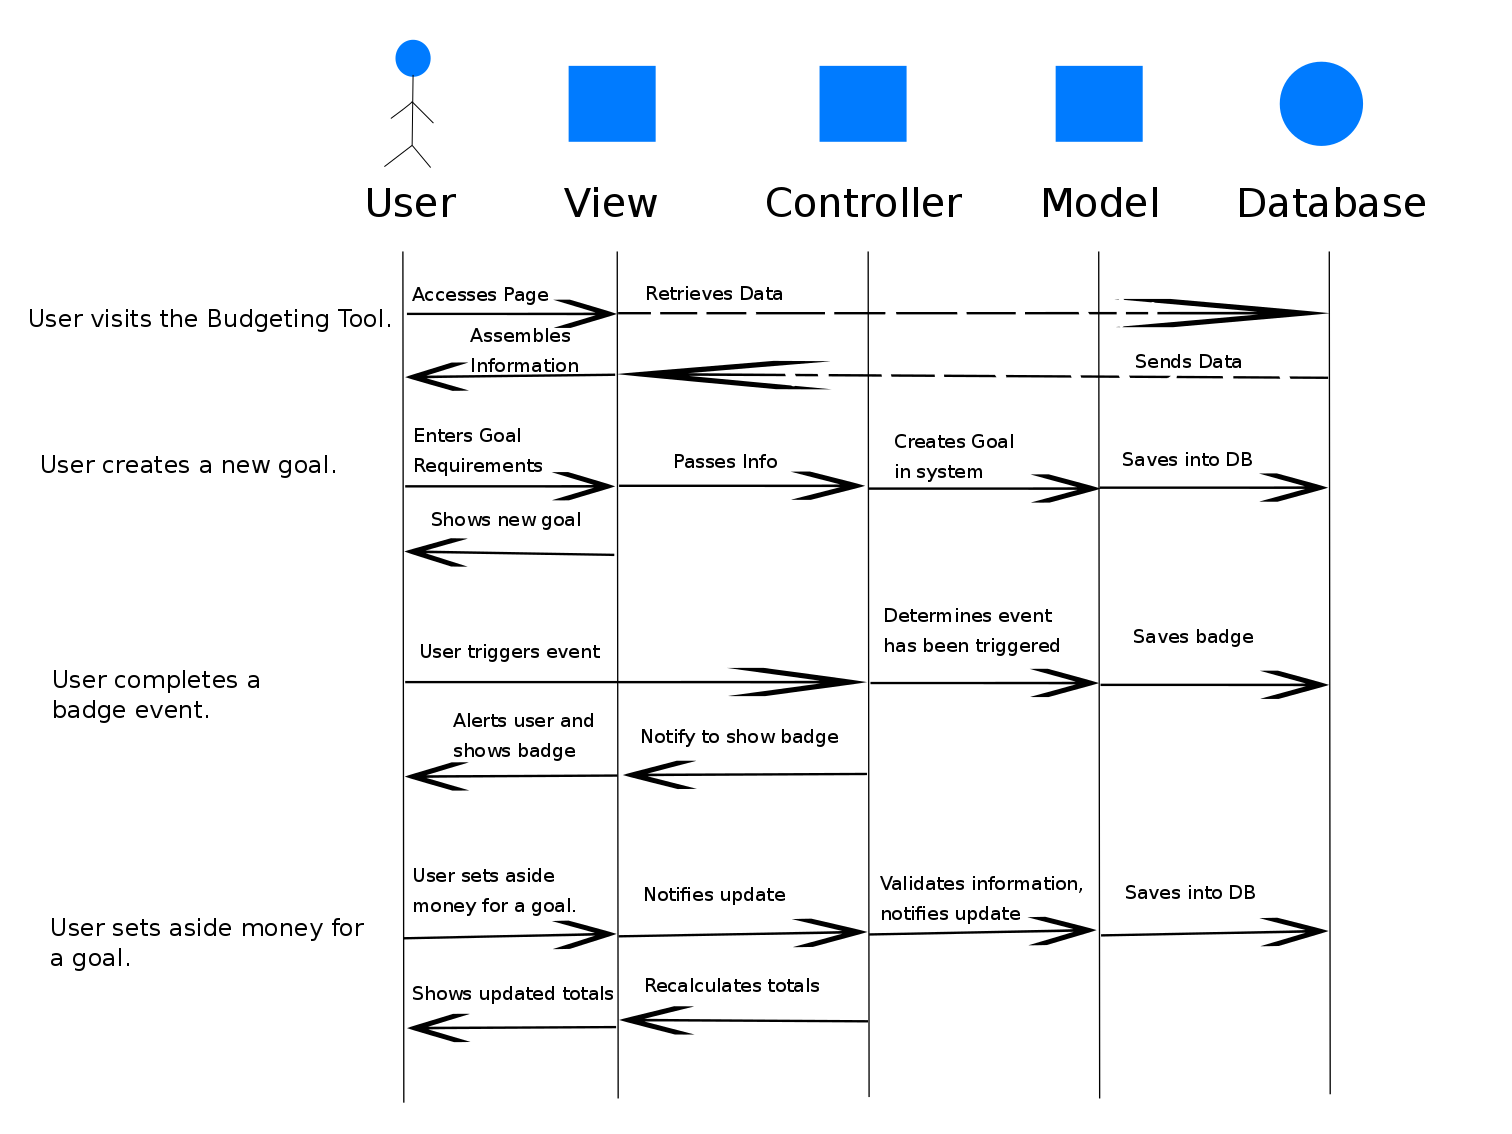 User
View
Controller
Model
Database
User visits the Budgeting Tool.
Accesses Page
Retrieves Data
Assembles
Information
Sends Data
User creates a new goal.
Enters Goal
Requirements
Passes Info
Creates Goal
in system
Saves into DB
Shows new goal
User completes a
badge event.
User triggers event
Determines event
has been triggered
Saves badge
Alerts user and
shows badge
Notify to show badge
User sets aside money for
a goal.
User sets aside
money for a goal.
Notifies update
Validates information,
notifies update
Saves into DB
Shows updated totals
Recalculates totals